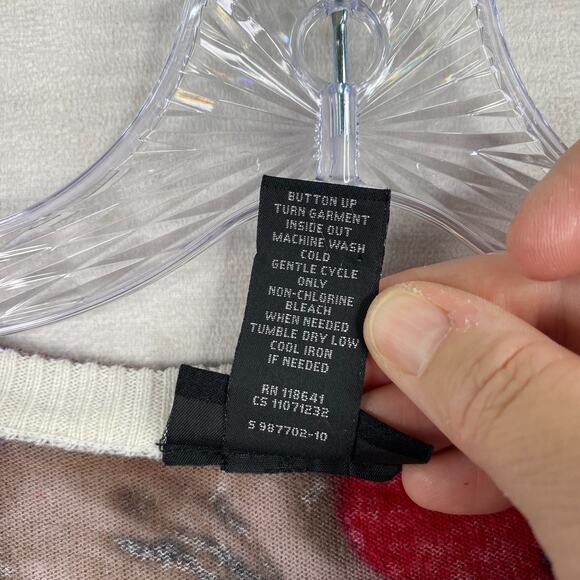 BUTTON UP
TURN GARMENT
INSIDE OUT
MACHINE WASH
COLD
GENTLE CYCLE
ONLY
NON-CHLORINE
BLEACH
WHEN NEEDED
TUMBLE DRY LOW
COOL IRON
IF NEEDED
RN 118641
CS 11071232
S 987702-10